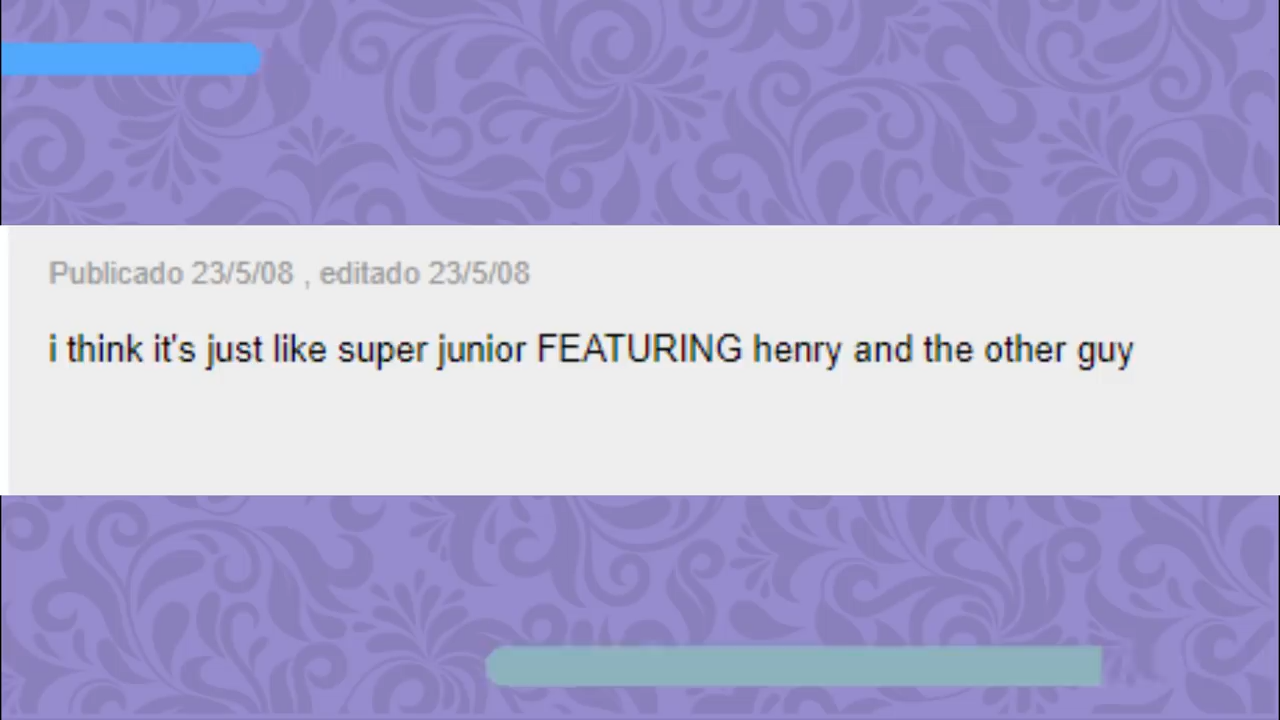 Publicado 23/5/08 , editado 23/5/08
i think it's just like super junior FEATURING henry and the other guy